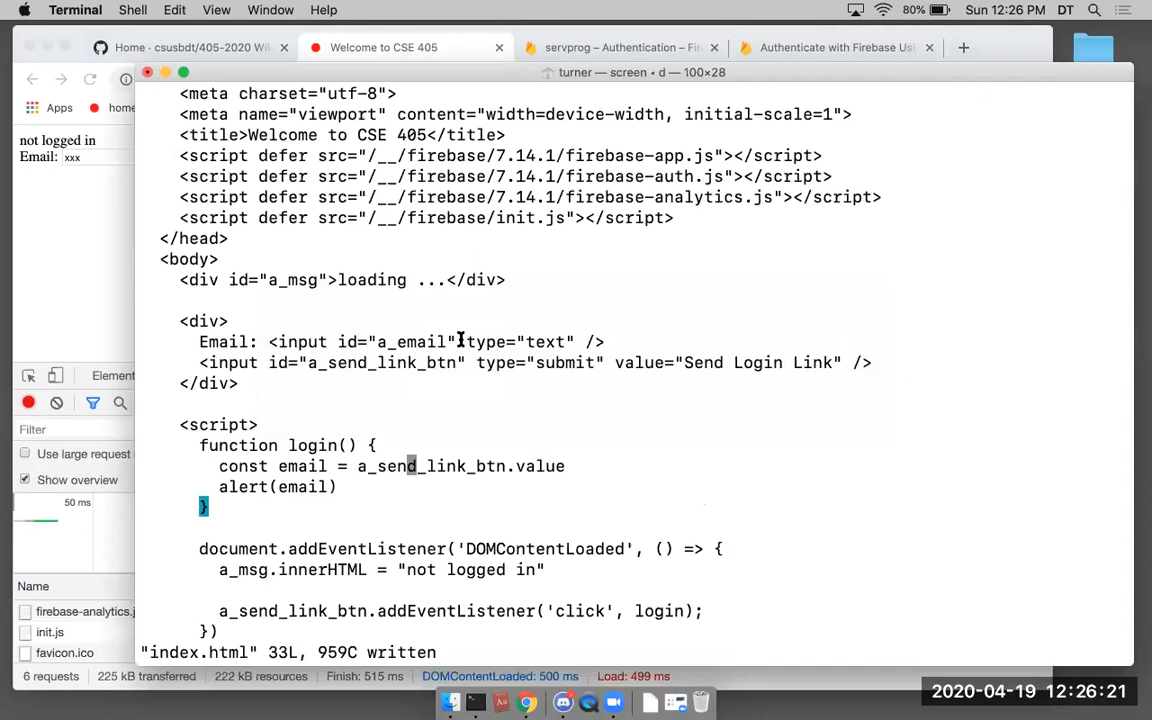 Terminal Shell Edit View Window Help 80% Sun 12:26 PM DT
Home · csusbdt/405-2020 Wi
Welcome to CSE 405
servprog – Authentication – Fi
Authenticate with Firebase Usi
turner — screen • d — 100×28
Apps
home
not logged in
Email: xxx
Element
Filter
Use large request
Show overview
50 ms
Name
firebase-analytics.j
init.js
favicon.ico
<meta charset="utf-8">
<meta name="viewport" content="width=device-width, initial-scale=1">
<title>Welcome to CSE 405</title>
<script defer src="/__/firebase/7.14.1/firebase-app.js"></script>
<script defer src="/__/firebase/7.14.1/firebase-auth.js"></script>
<script defer src="/__/firebase/7.14.1/firebase-analytics.js"></script>
<script defer src="/__/firebase/init.js"></script>
</head>
<body>
<div id="a_msg">loading ...</div>
<div>
Email: <input id="a_email" type="text" />
<input id="a_send_link_btn" type="submit" value="Send Login Link" />
</div>
<script>
function login() {
const email = a_send_link_btn.value
alert(email)
}
document.addEventListener('DOMContentLoaded', () => {
a_msg.innerHTML = "not logged in"
a_send_link_btn.addEventListener('click', login);
})
"index.html" 33L, 959C written
6 requests 225 kB transferred 222 kB resources Finish: 515 ms DOMContentLoaded: 500 ms Load: 499 ms
2020-04-19 12:26:21